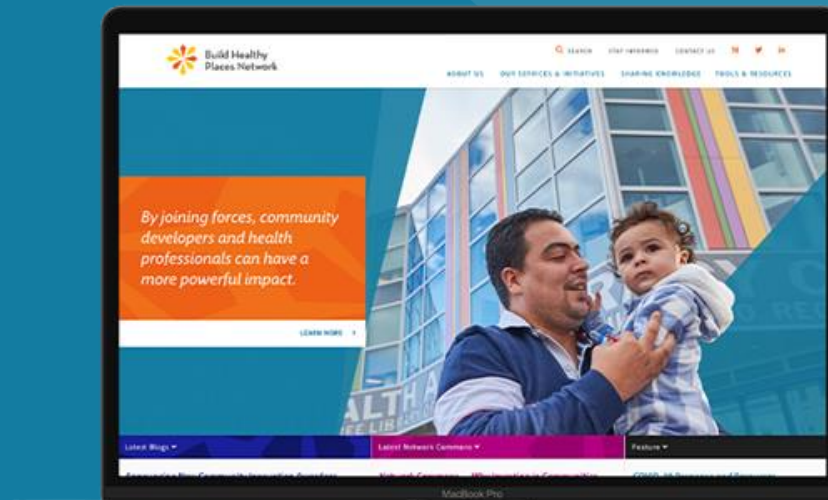 Build Healthy
Places Network
SEARCH STAY INFORMED CONTACT US
ABOUT US OUR SERVICES & INITIATIVES SHARING KNOWLEDGE TOOLS & RESOURCES
By joining forces, community
developers and health
professionals can have a
more powerful impact.
LEARN MORE
Latest Blogs
Latest Network Commons
Feature
MacBook Pro